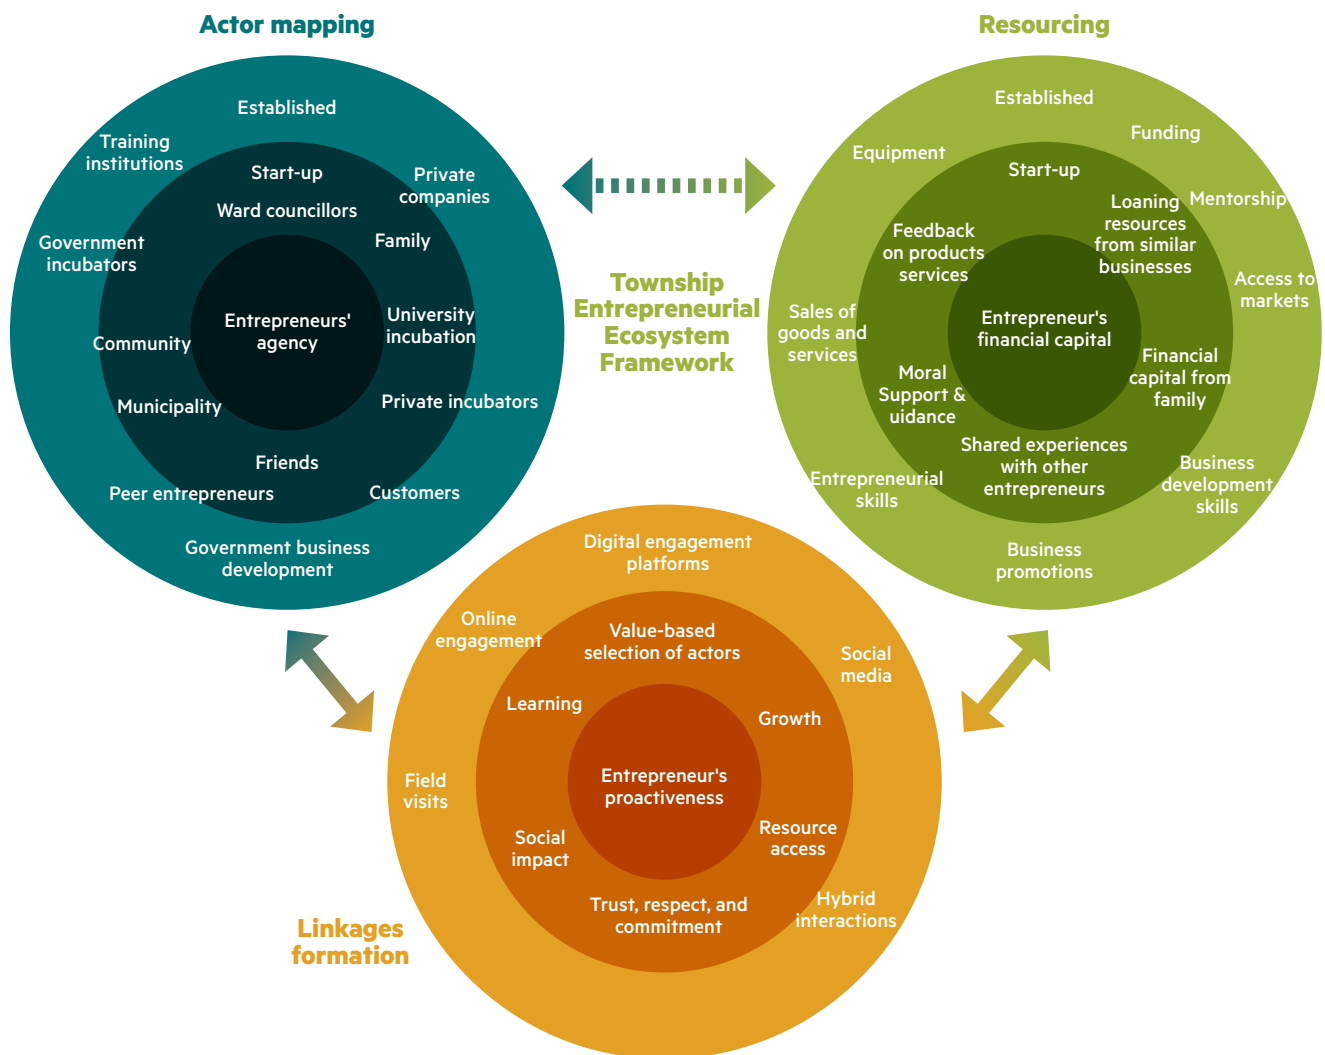 Actor mapping
Established
Training
institutions
Private
companies
Start-up
Ward councillors
Family
Government
incubators
Entrepreneurs'
agency
University
incubation
Community
Municipality
Private incubators
Friends
Peer entrepreneurs
Customers
Government business
development
Township
Entrepreneurial
Ecosystem
Framework
Resourcing
Established
Funding
Equipment
Start-up
Mentorship
Loaning
resources
from similar
businesses
Feedback
on products
services
Access to
markets
Sales of
goods and
services
Entrepreneur's
financial capital
Financial
capital from
family
Moral
Support &
uidance
Shared experiences
with other
entrepreneurs
Business
development
skills
Entrepreneurial
skills
Business
promotions
Digital engagement
platforms
Online
engagement
Value-based
selection of actors
Social
media
Learning
Growth
Entrepreneur's
proactiveness
Field
visits
Social
impact
Resource
access
Trust, respect, and
commitment
Hybrid
interactions
Linkages
formation